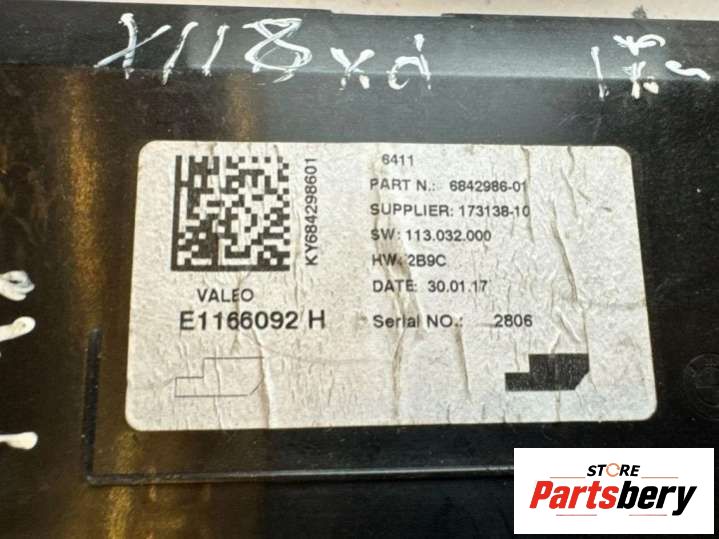 X118xd
6411
PART N.: 6842986-01
SUPPLIER: 173138-10
SW: 113.032.000
HW: 2B9C
DATE: 30.01.17
Serial NO.: 2806
KY684298601
VALEO
E1166092 H
STORE
Partsbery